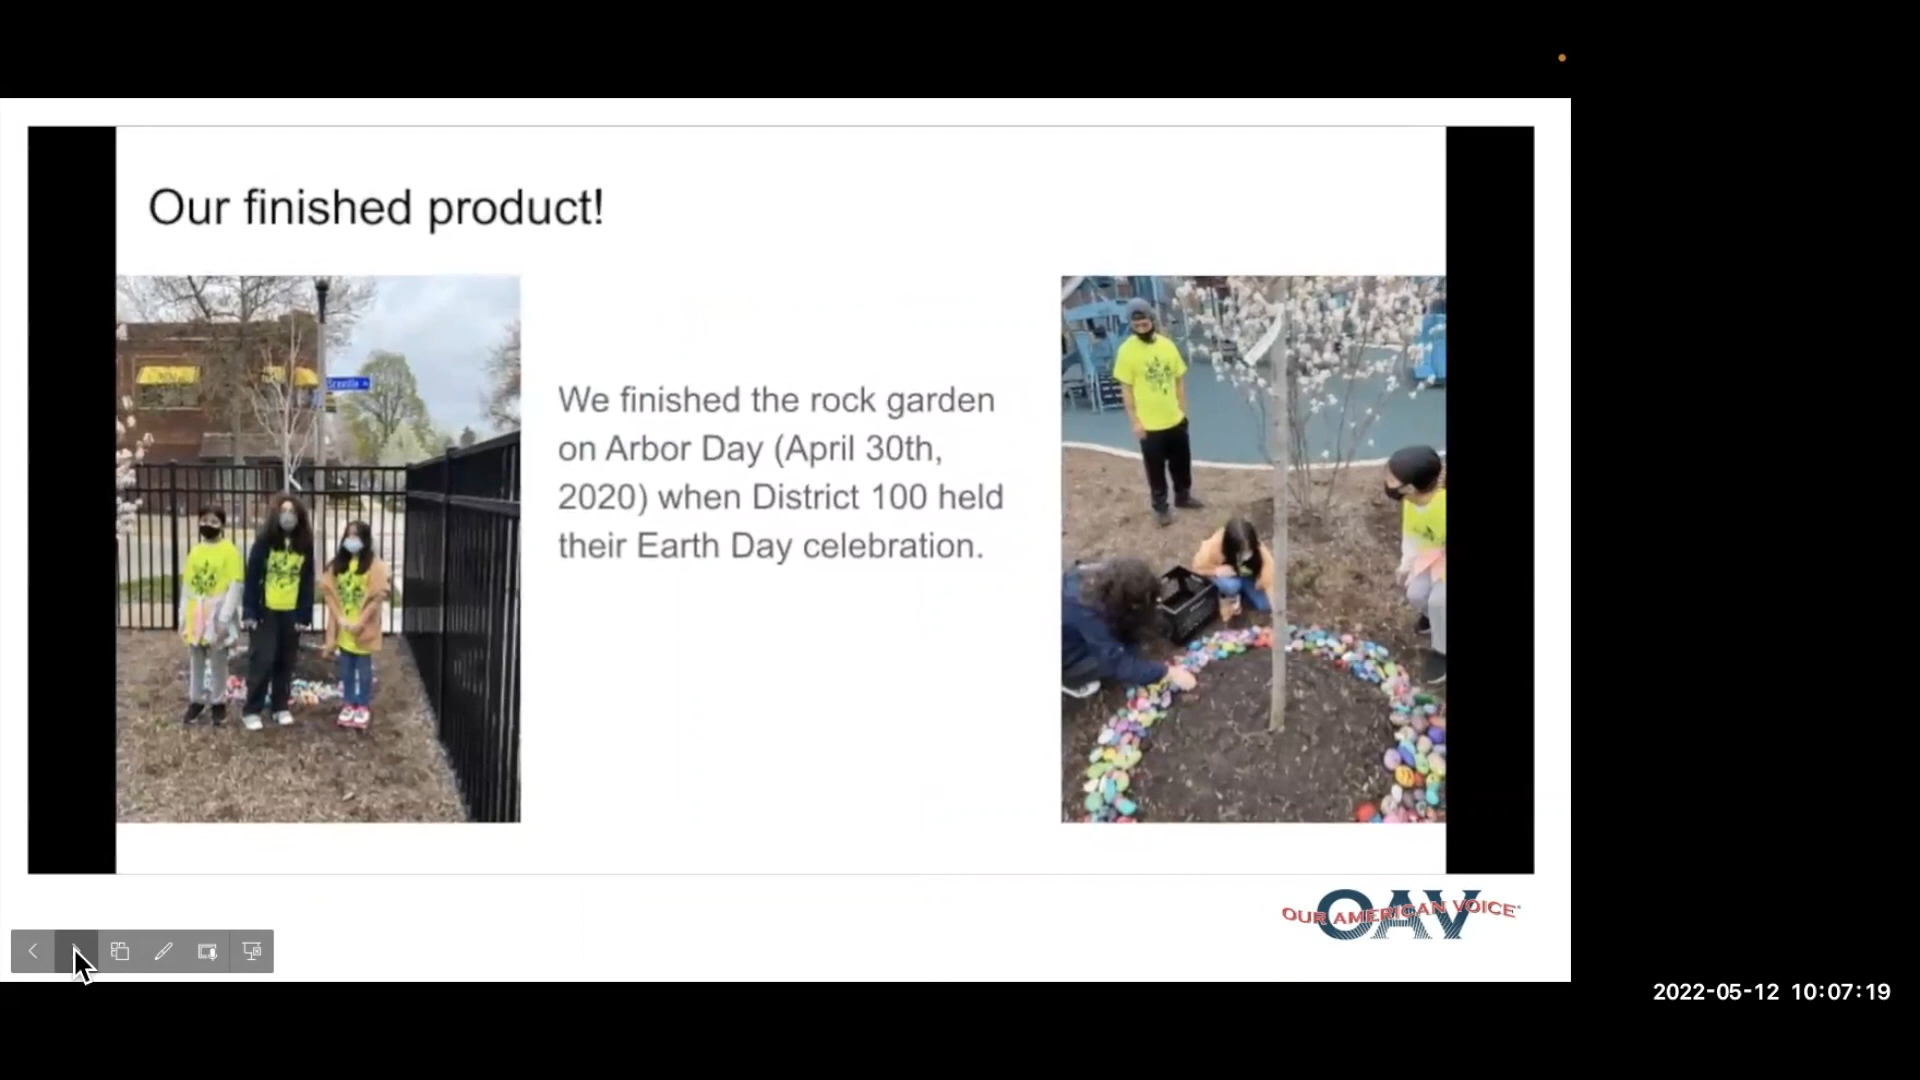 Our finished product!
We finished the rock garden
on Arbor Day (April 30th,
2020) when District 100 held
their Earth Day celebration.
OAV
OUR AMERICAN VOICE
2022-05-12 10:07:19